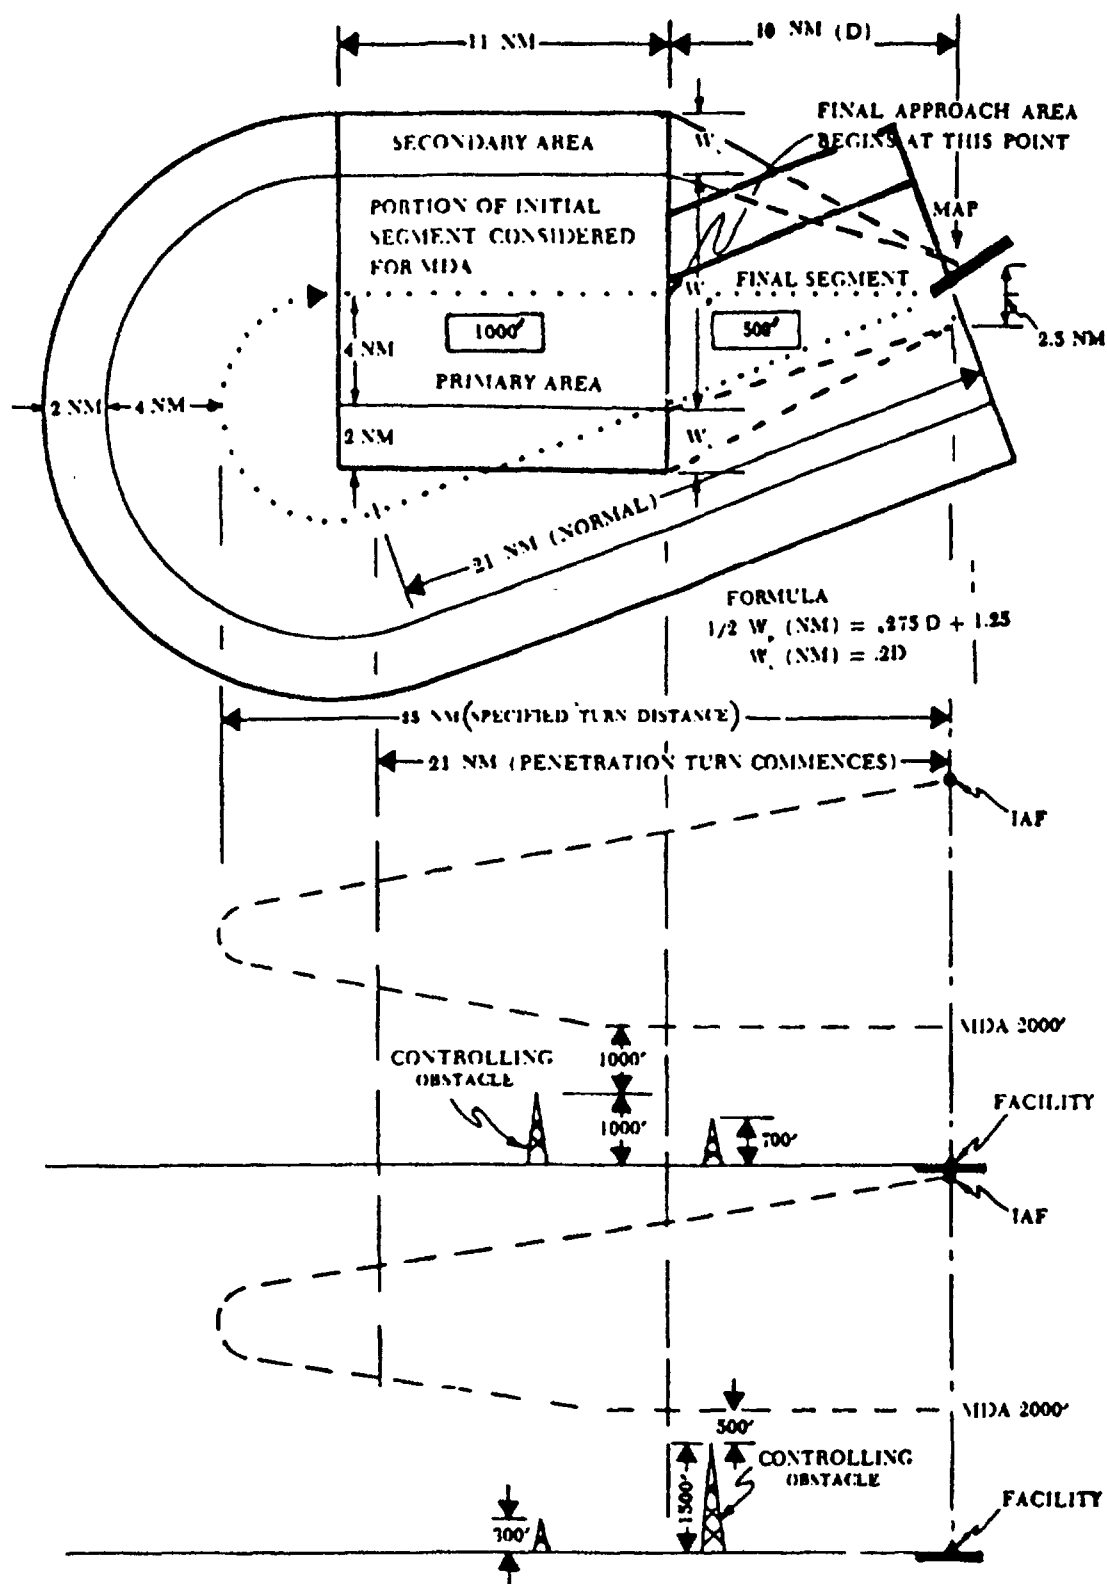 11 NM
10 NM (D)
FINAL APPROACH AREA
BEGINS AT THIS POINT
SECONDARY AREA
W
PORTION OF INITIAL
SEGMENT CONSIDERED
FOR MDA
MAP
W
FINAL SEGMENT
1000'
500'
4 NM
2.5 NM
PRIMARY AREA
2 NM
4 NM
2 NM
W
21 NM (NORMAL)
FORMULA
1/2 W (NM) = .275 D + 1.25
W (NM) = .2D
NM (SPECIFIED TURN DISTANCE)
21 NM (PENETRATION TURN COMMENCES)
IAF
MDA 2000'
CONTROLLING
OBSTACLE
1000'
1000'
700'
FACILITY
IAF
MDA 2000'
500'
CONTROLLING
OBSTACLE
1500'
FACILITY